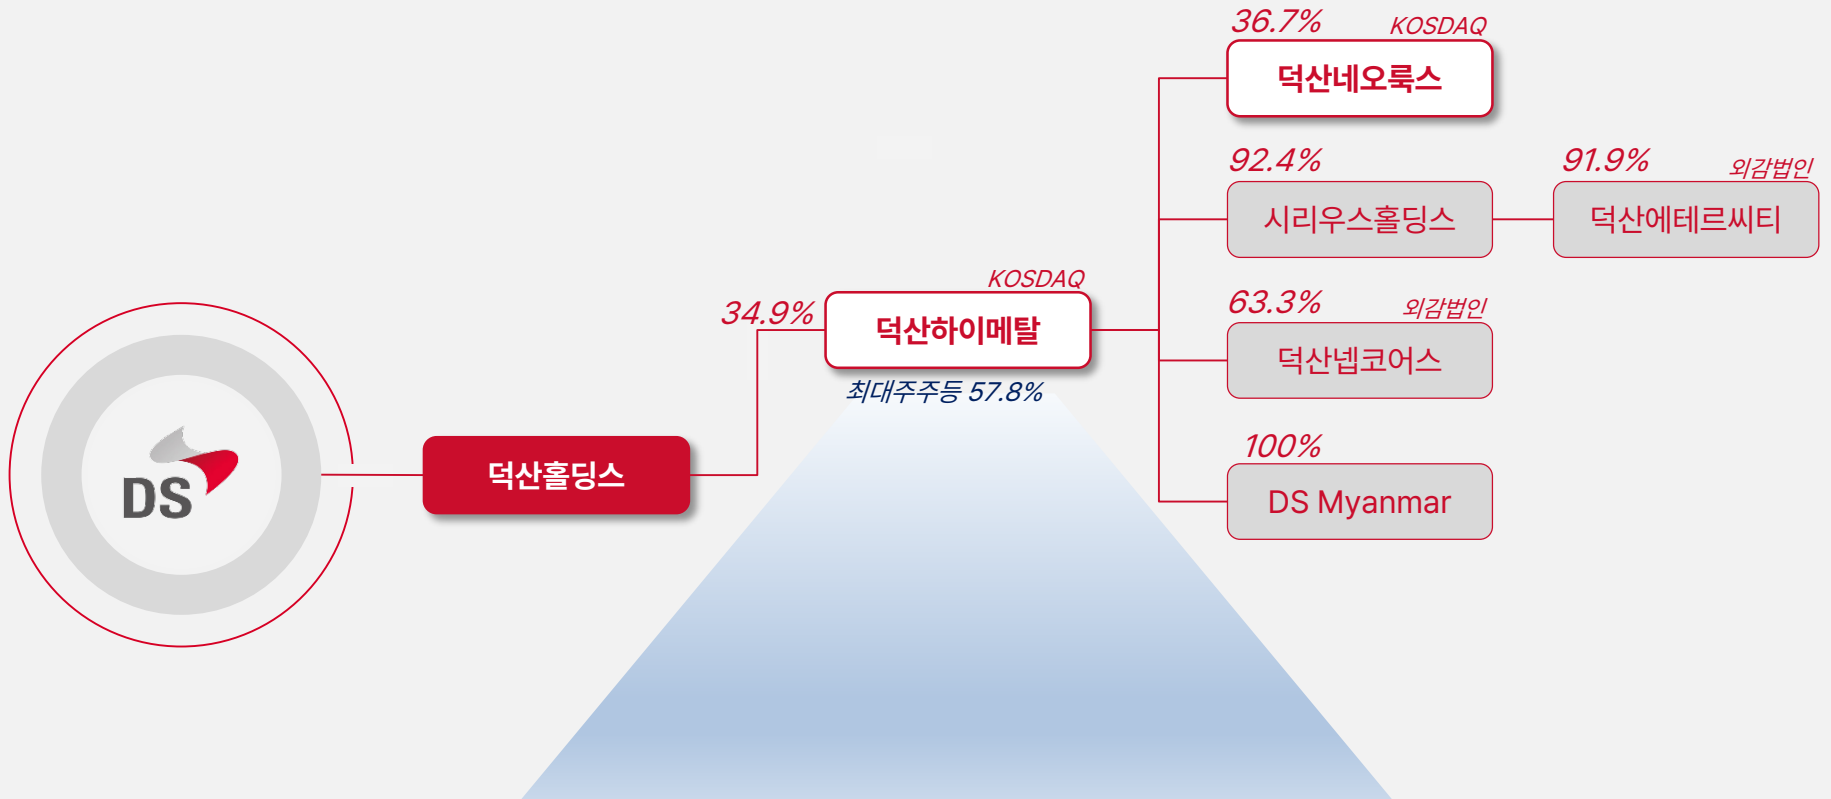 DS
덕산홀딩스
34.9%
KOSDAQ
덕산하이메탈
최대주주등 57.8%
36.7%
KOSDAQ
덕산네오룩스
92.4%
시리우스홀딩스
91.9%
외감법인
덕산에테르씨티
63.3%
외감법인
덕산넵코어스
100%
DS Myanmar